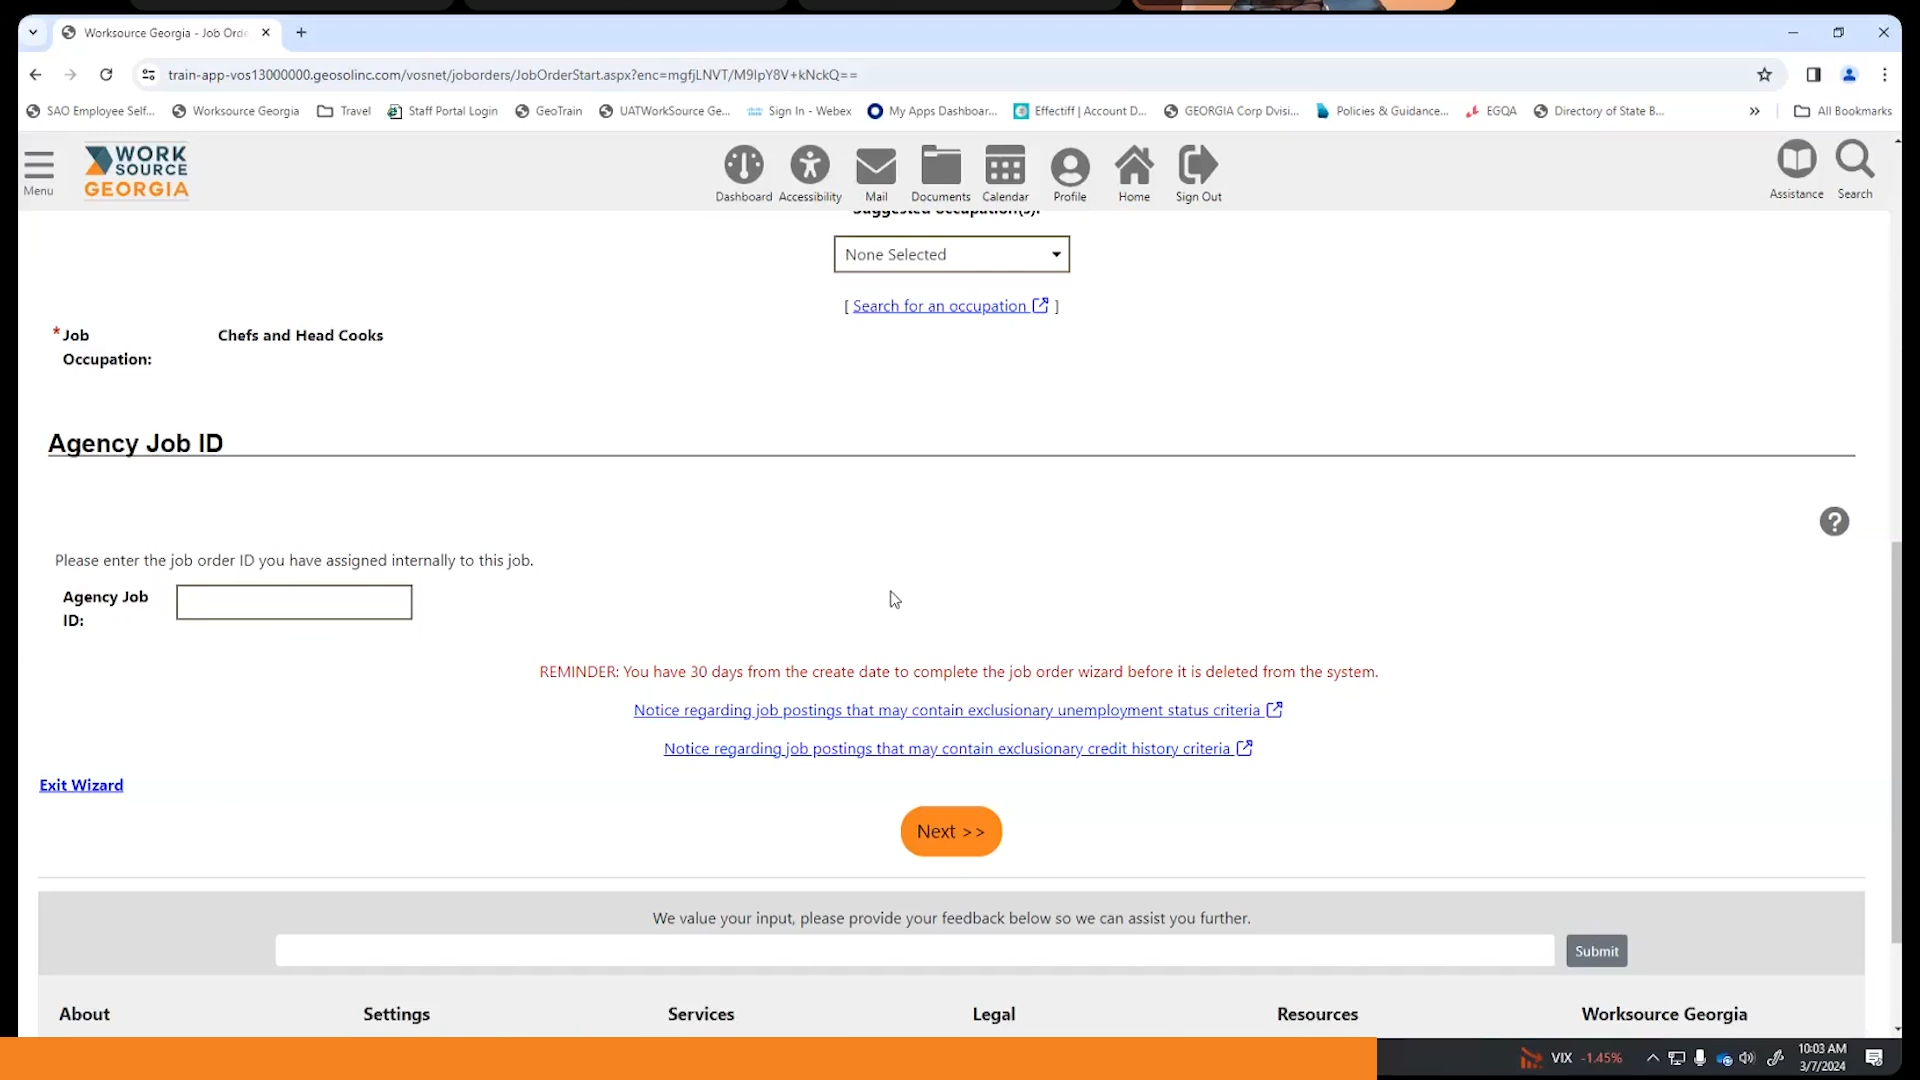 Worksource Georgia - Job Orde
train-app-vos13000000.geosolinc.com/vosnet/joborders/JobOrderStart.aspx?enc=mgfjLNVT/M9IpY8V+kNckQ==
SAO Employee Self... Worksource Georgia Travel Staff Portal Login GeoTrain UATWorkSource Ge... Sign In - Webex My Apps Dashboar... Effectiff | Account D... GEORGIA Corp Dvisi... Policies & Guidance... EGQA Directory of State B... » All Bookmarks
Menu
WORK
SOURCE
GEORGIA
Dashboard Accessibility Mail Documents Calendar Profile Home Sign Out Assistance Search
Suggested occupation(s):
None Selected
[ Search for an occupation ]
* Job
Occupation:
Chefs and Head Cooks
Agency Job ID
?
Please enter the job order ID you have assigned internally to this job.
Agency Job
ID:
REMINDER: You have 30 days from the create date to complete the job order wizard before it is deleted from the system.
Notice regarding job postings that may contain exclusionary unemployment status criteria
Notice regarding job postings that may contain exclusionary credit history criteria
Exit Wizard
Next >>
We value your input, please provide your feedback below so we can assist you further.
Submit
About Settings Services Legal Resources Worksource Georgia
VIX -1.45%
10:03 AM
3/7/2024